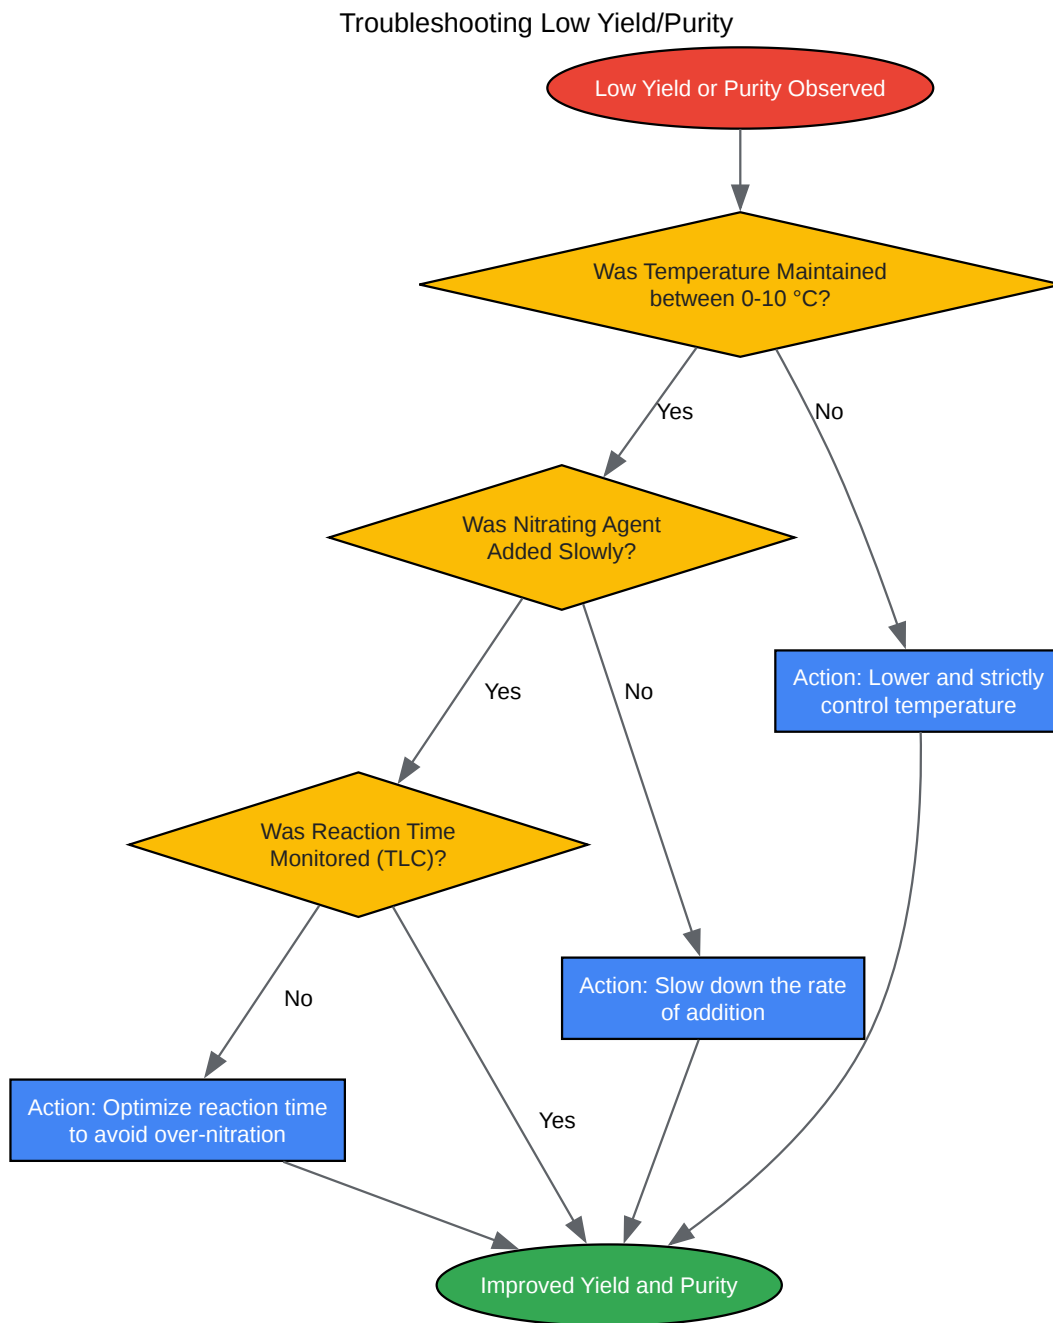 Troubleshooting Low Yield/Purity
Low Yield or Purity Observed
Was Temperature Maintained
between 0-10 °C?
Yes
No
Was Nitrating Agent
Added Slowly?
Action: Lower and strictly
control temperature
Yes
No
Was Reaction Time
Monitored (TLC)?
Action: Slow down the rate
of addition
No
Action: Optimize reaction time
to avoid over-nitration
Yes
Improved Yield and Purity